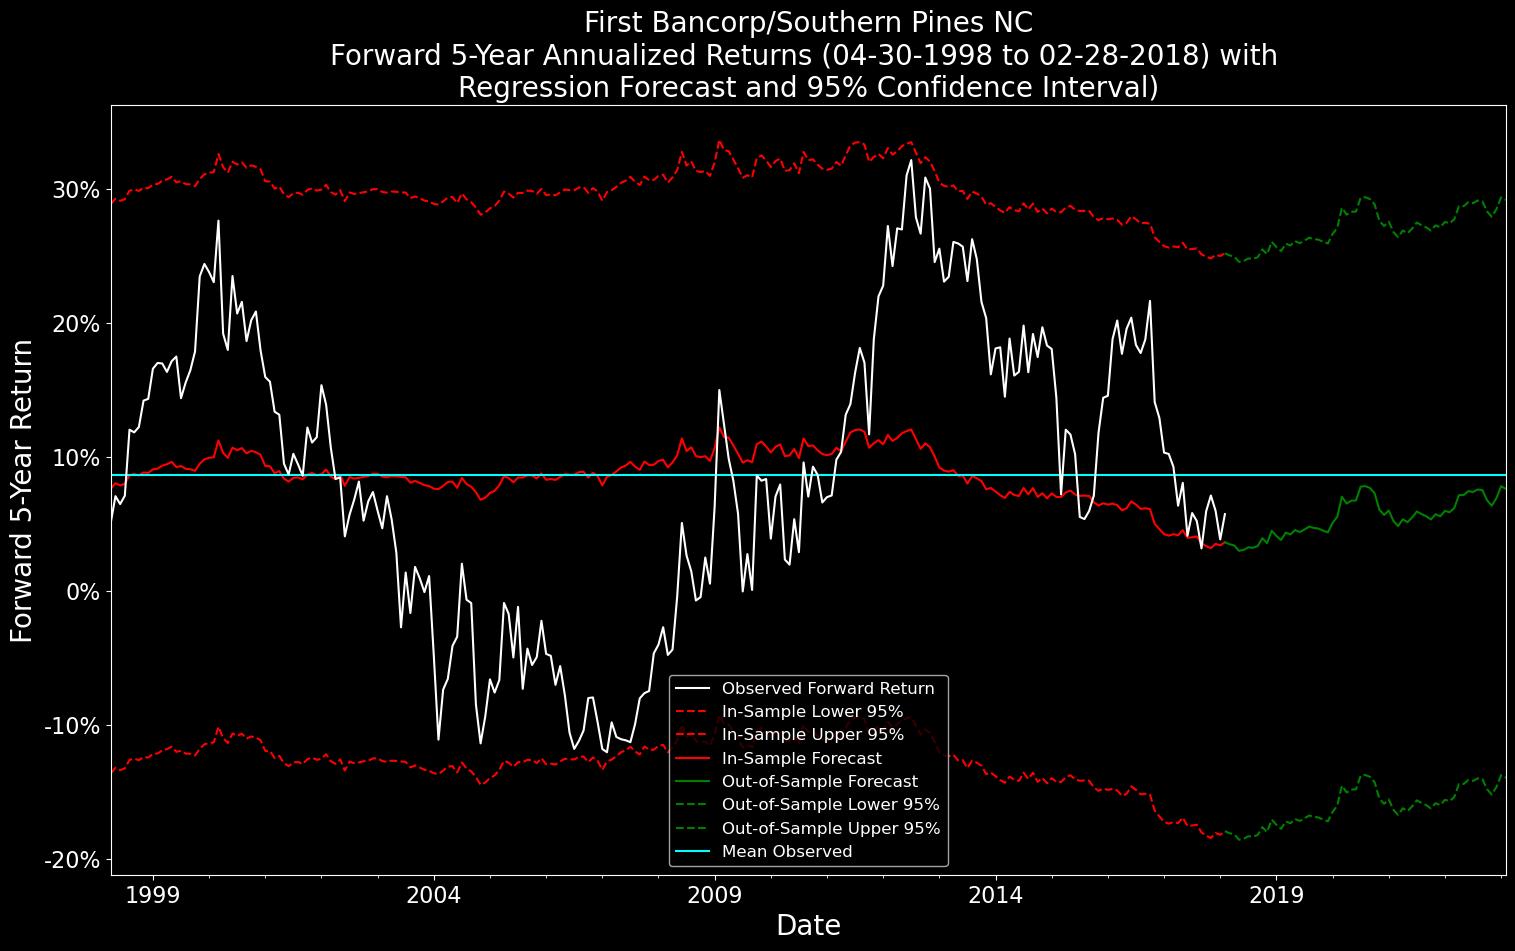 First Bancorp/Southern Pines NC
Forward 5-Year Annualized Returns (04-30-1998 to 02-28-2018) with
Regression Forecast and 95% Confidence Interval)
Forward 5-Year Return
30%
20%
10%
0%
-10%
-20%
Observed Forward Return
In-Sample Lower 95%
In-Sample Upper 95%
In-Sample Forecast
Out-of-Sample Forecast
Out-of-Sample Lower 95%
Out-of-Sample Upper 95%
Mean Observed
1999
2004
2009
2014
2019
Date